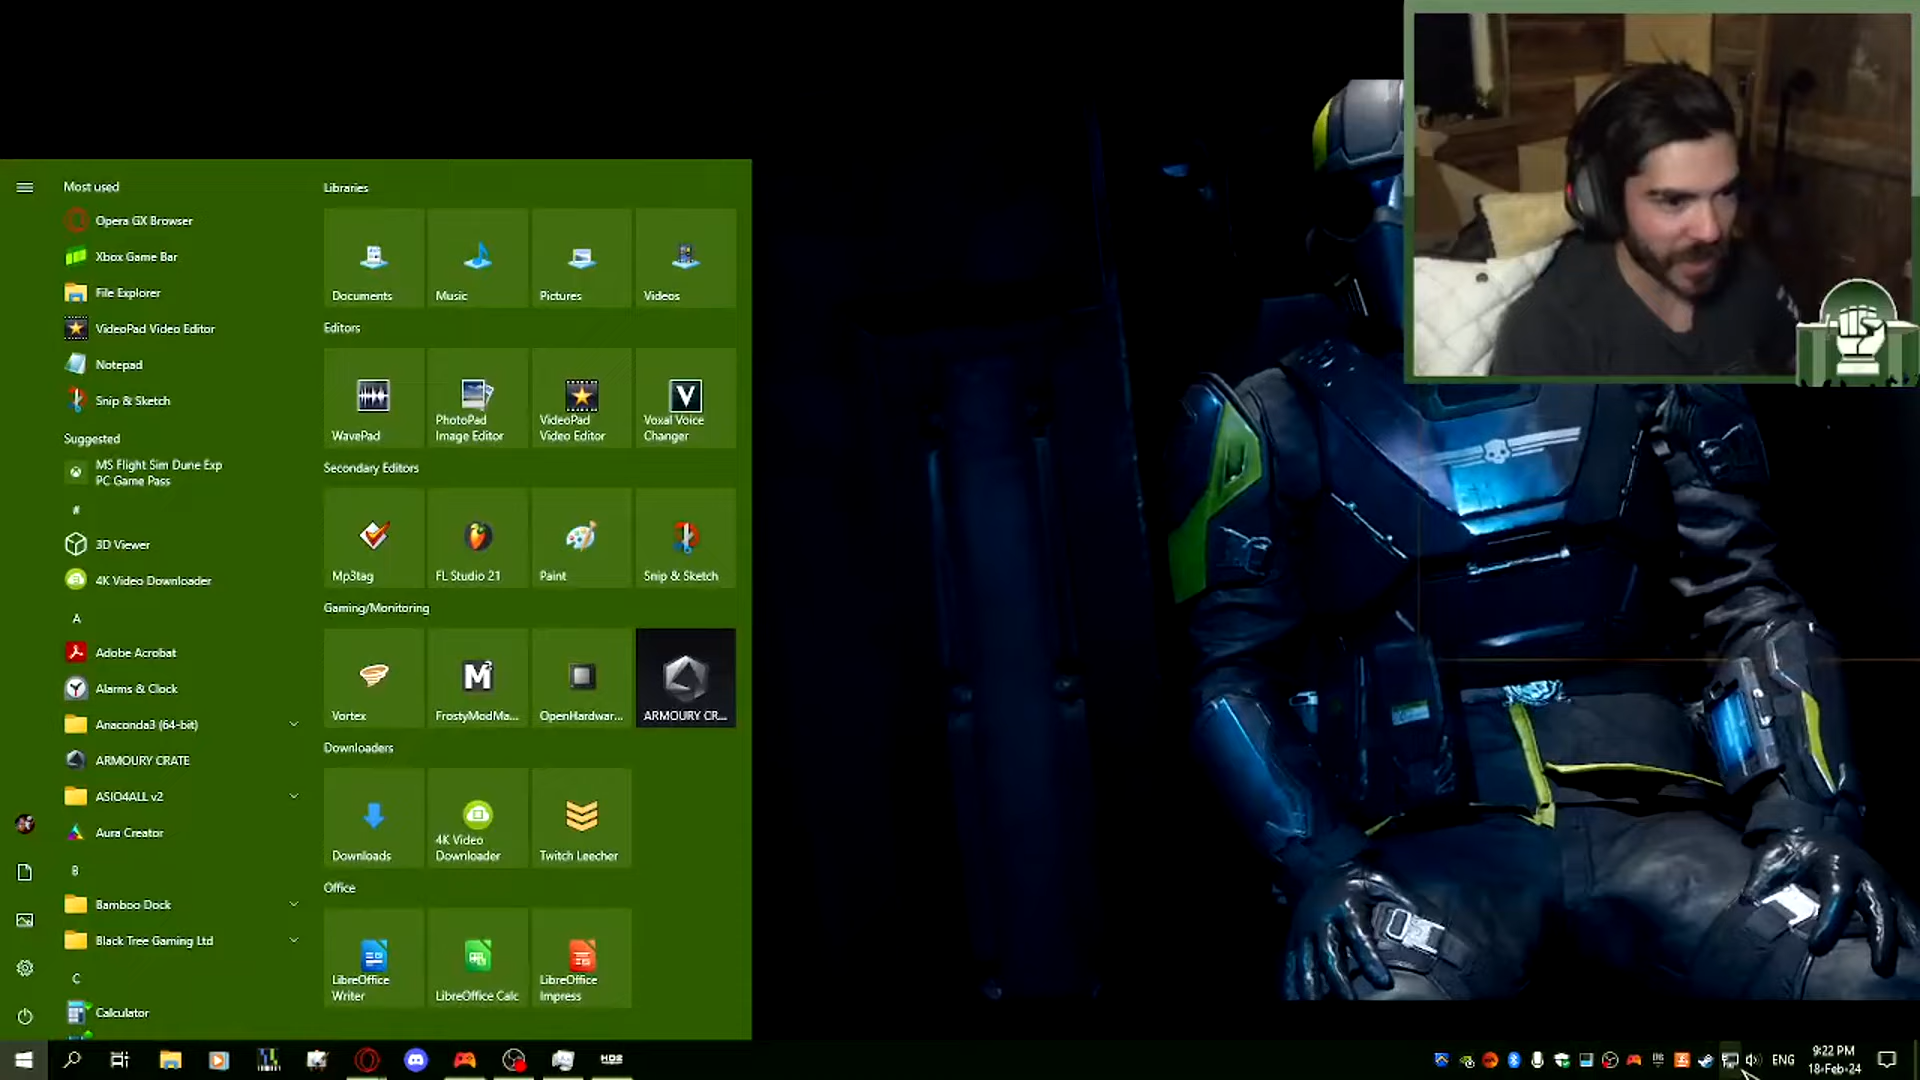 Most used
Opera GX Browser
Xbox Game Bar
File Explorer
VideoPad Video Editor
Notepad
Snip & Sketch
Suggested
MS Flight Sim Dune Exp
PC Game Pass
#
3D Viewer
4K Video Downloader
A
Adobe Acrobat
Alarms & Clock
Anaconda3 (64-bit)
ARMOURY CRATE
ASIO4ALL v2
Aura Creator
B
Bamboo Dock
Black Tree Gaming Ltd
C
Calculator
Libraries
Documents
Music
Pictures
Videos
Editors
WavePad
PhotoPad
Image Editor
VideoPad
Video Editor
V
Voxal Voice
Changer
Secondary Editors
Mp3tag
FL Studio 21
Paint
Snip & Sketch
Gaming/Monitoring
Vortex
FrostyModMa...
OpenHardwar...
ARMOURY CR...
Downloaders
Downloads
4K Video
Downloader
Twitch Leecher
Office
LibreOffice
Writer
LibreOffice Calc
LibreOffice
Impress
ENG
9:22 PM
18-Feb-24